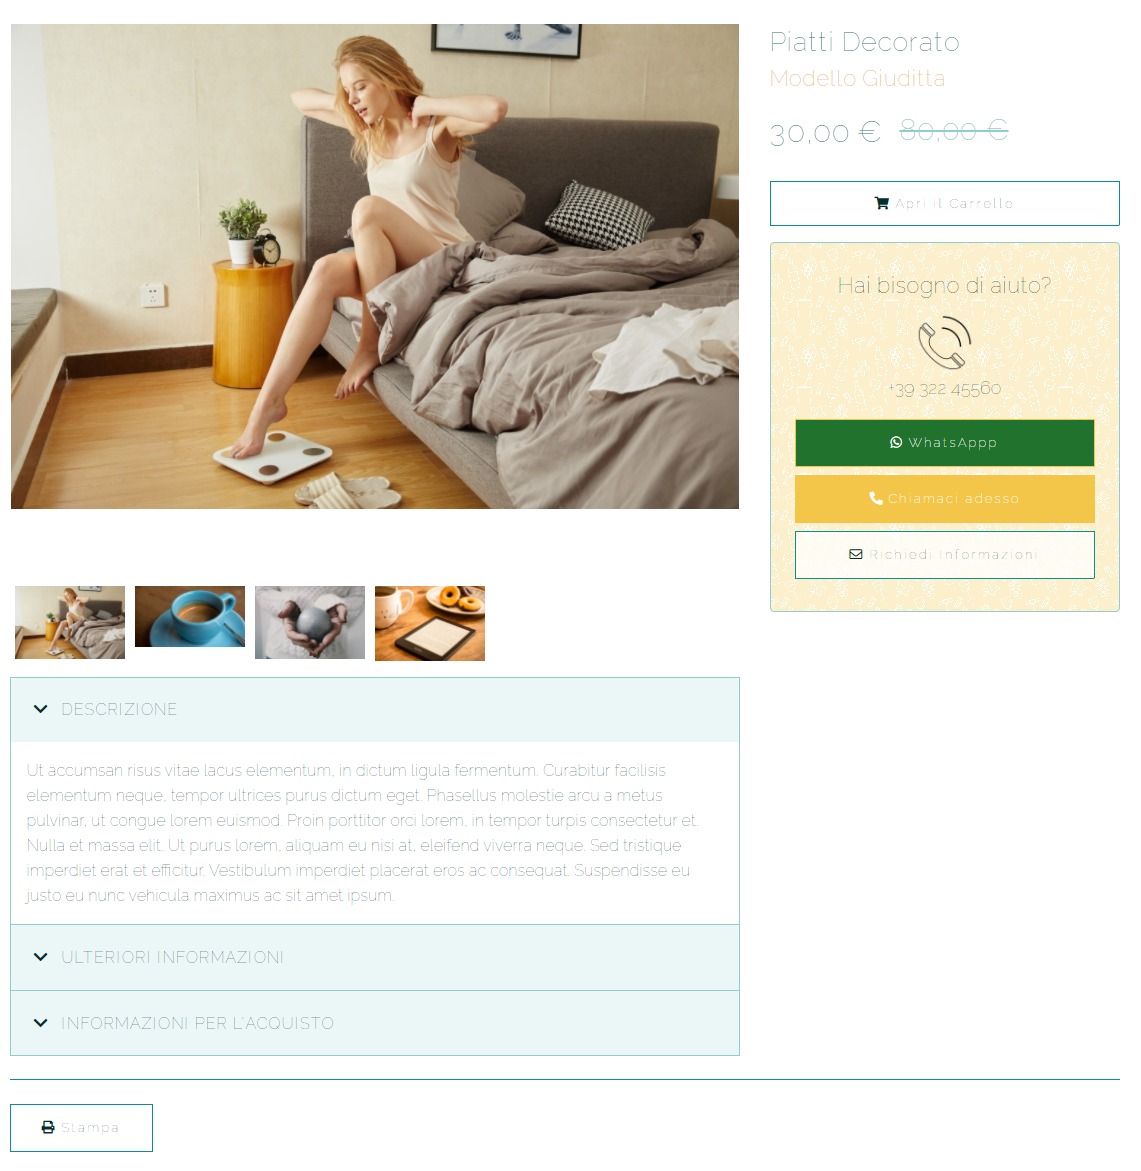 Piatti Decorato
Modello Giuditta
30,00 € 80,00 €
Apri il Carrello
Hai bisogno di aiuto?
+39 322 45560
WhatsAppp
Chiamaci adesso
Richiedi Informazioni
DESCRIZIONE
Ut accumsan risus vitae lacus elementum, in dictum ligula fermentum. Curabitur facilisis
elementum neque, tempor ultrices purus dictum eget. Phasellus molestie arcu a metus
pulvinar, ut congue lorem euismod. Proin porttitor orci lorem, in tempor turpis consectetur et.
Nulla et massa elit. Ut purus lorem, aliquam eu nisi at, eleifend viverra neque. Sed tristique
imperdiet erat et efficitur. Vestibulum imperdiet placerat eros ac consequat. Suspendisse eu
justo eu nunc vehicula maximus ac sit amet ipsum.
ULTERIORI INFORMAZIONI
INFORMAZIONI PER L'ACQUISTO
Stampa